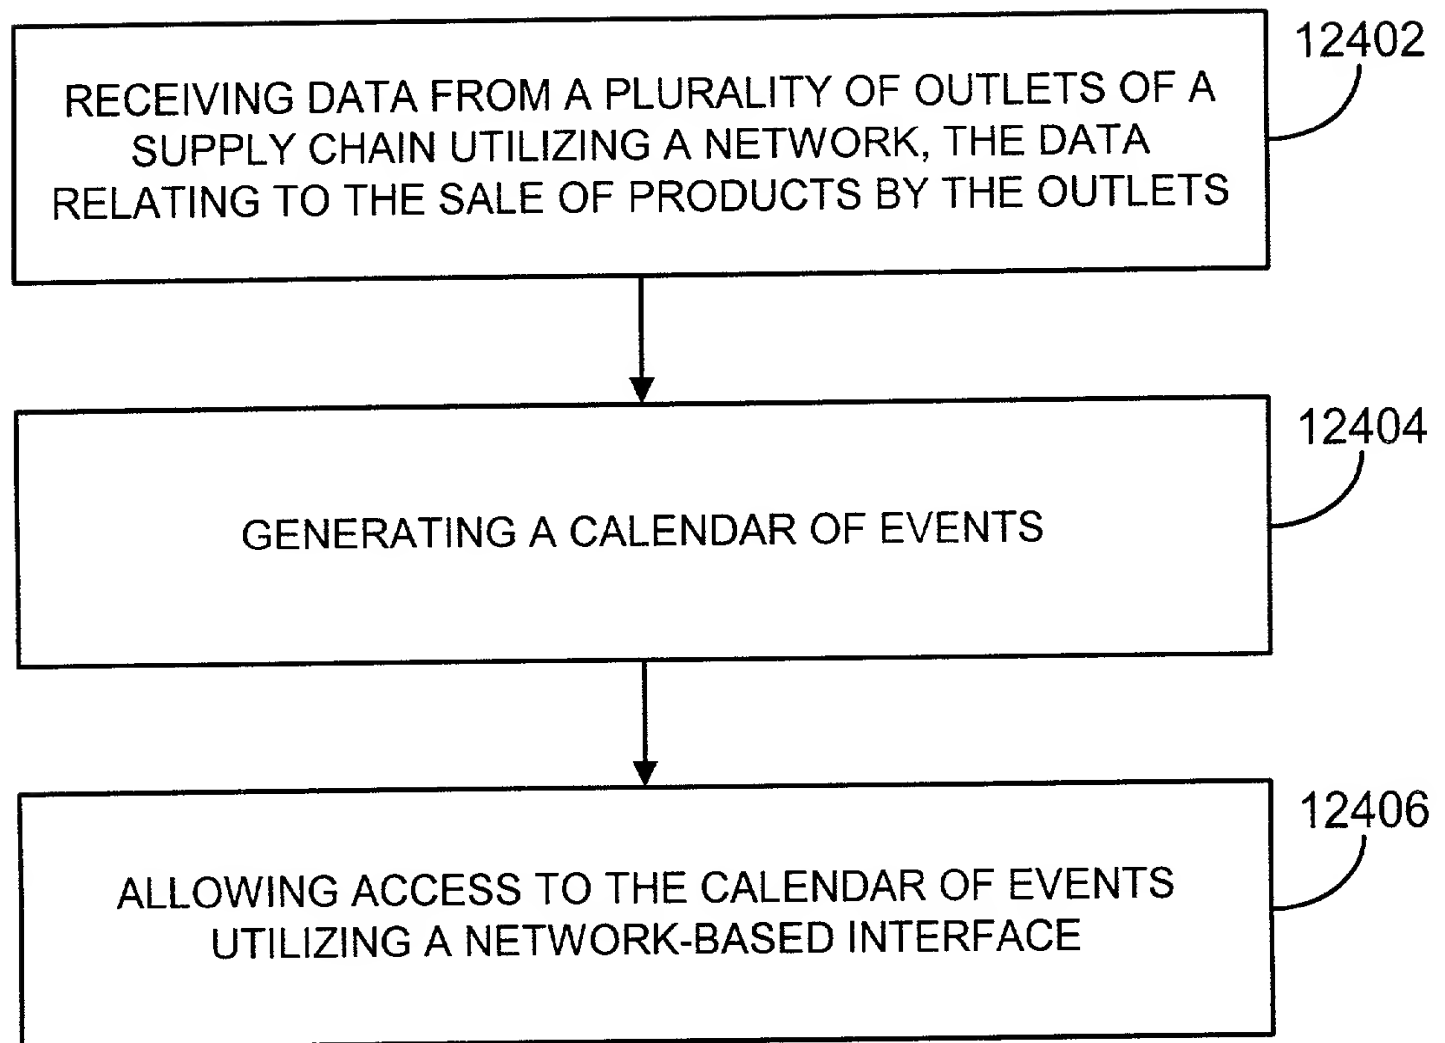 12402
RECEIVING DATA FROM A PLURALITY OF OUTLETS OF A
SUPPLY CHAIN UTILIZING A NETWORK, THE DATA
RELATING TO THE SALE OF PRODUCTS BY THE OUTLETS
12404
GENERATING A CALENDAR OF EVENTS
12406
ALLOWING ACCESS TO THE CALENDAR OF EVENTS
UTILIZING A NETWORK-BASED INTERFACE